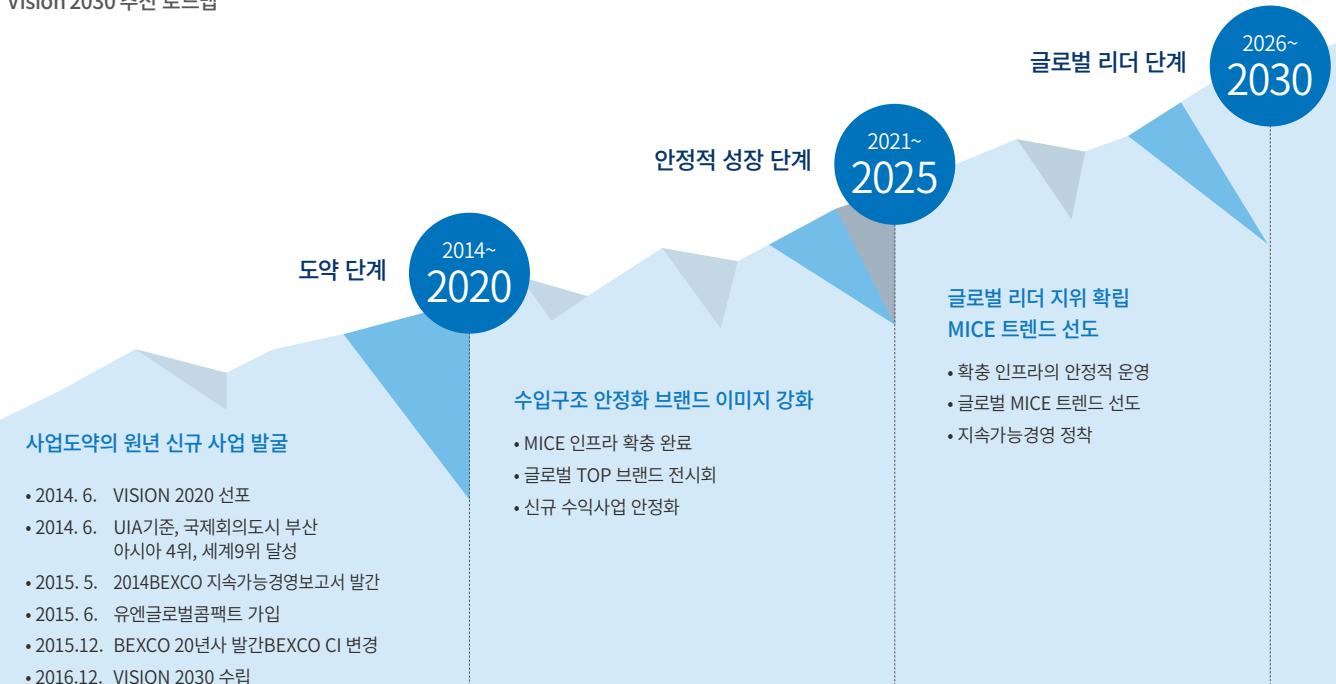 Vision 2030 추진 로드맵
글로벌 리더 단계
2026~
2030
안정적 성장 단계
2021~
2025
도약 단계
2014~
2020
사업도약의 원년 신규 사업 발굴
• 2014. 6. VISION 2020 선포
• 2014. 6. UIA기준, 국제회의도시 부산
아시아 4위, 세계9위 달성
• 2015. 5. 2014BEXCO 지속가능경영보고서 발간
• 2015. 6. 유엔글로벌콤팩트 가입
• 2015.12. BEXCO 20년사 발간BEXCO CI 변경
• 2016.12. VISION 2030 수립
수입구조 안정화 브랜드 이미지 강화
• MICE 인프라 확충 완료
• 글로벌 TOP 브랜드 전시회
• 신규 수익사업 안정화
글로벌 리더 지위 확립
MICE 트렌드 선도
• 확충 인프라의 안정적 운영
• 글로벌 MICE 트렌드 선도
• 지속가능경영 정착